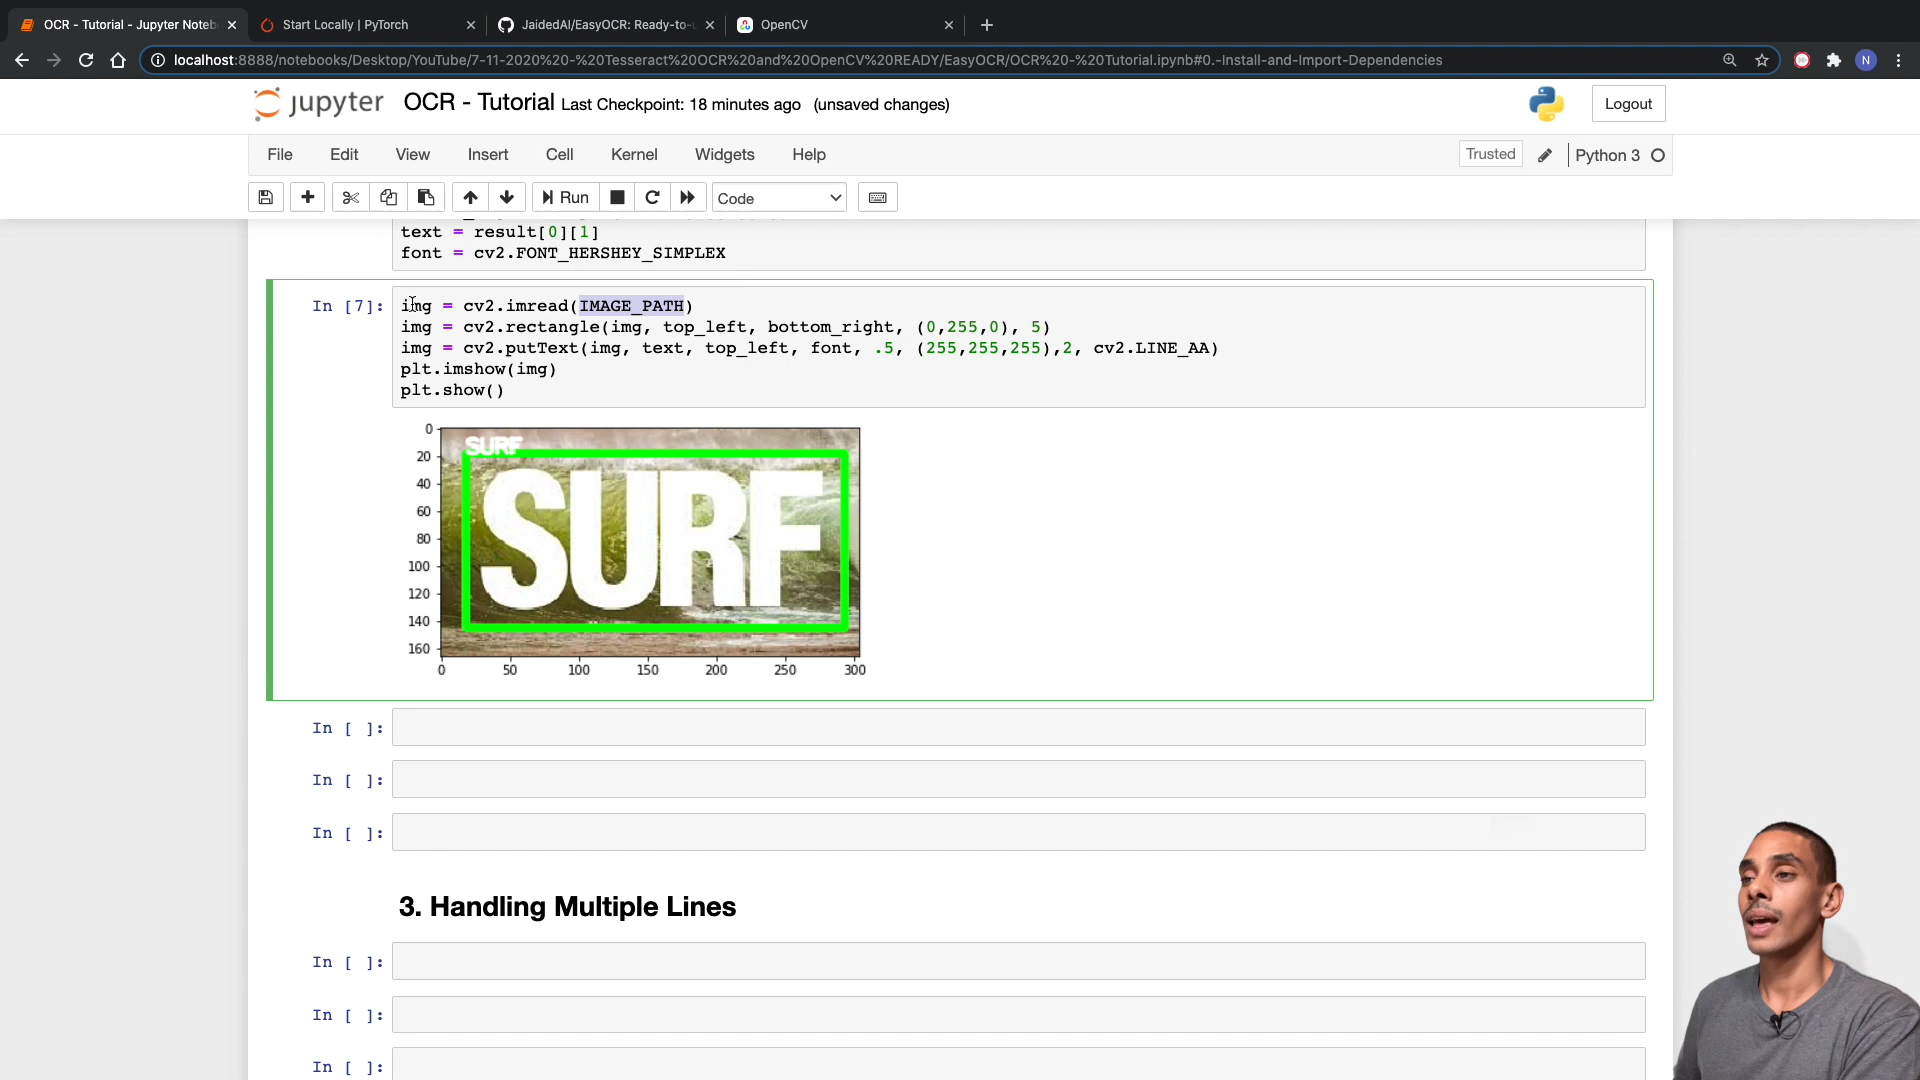 OCR - Tutorial - Jupyter Noteb
Start Locally | PyTorch
JaidedAI/EasyOCR: Ready-to-u
OpenCV
localhost:8888/notebooks/Desktop/YouTube/7-11-2020%20-%20Tesseract%20OCR%20and%20OpenCV%20READY/EasyOCR/OCR%20-%20Tutorial.ipynb#0.-Install-and-Import-Dependencies
N
jupyter OCR - Tutorial Last Checkpoint: 18 minutes ago (unsaved changes)
Logout
File Edit View Insert Cell Kernel Widgets Help
Trusted
Python 3
Run
Code
text = result[0][1]
font = cv2.FONT_HERSHEY_SIMPLEX
In [7]:
img = cv2.imread(IMAGE_PATH)
img = cv2.rectangle(img, top_left, bottom_right, (0,255,0), 5)
img = cv2.putText(img, text, top_left, font, .5, (255,255,255),2, cv2.LINE_AA)
plt.imshow(img)
plt.show()
0
20
40
60
80
100
120
140
160
SURF
SURF
0 50 100 150 200 250 300
In [ ]:
In [ ]:
In [ ]:
3. Handling Multiple Lines
In [ ]:
In [ ]:
In [ ]: